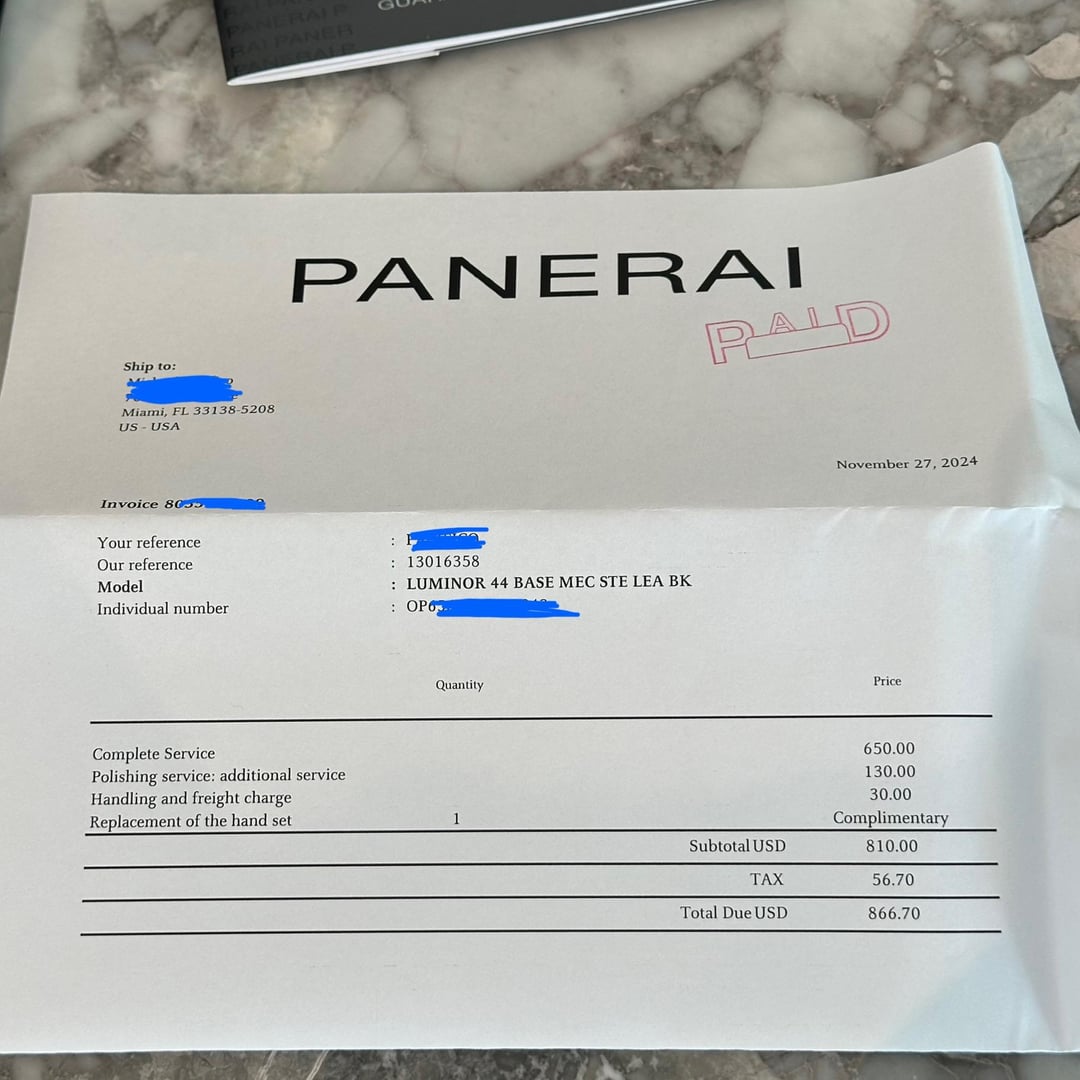 PANERAI P
RAI PANER
PANERAI
PAID
Ship to:
Miami, FL 33138-5208
US - USA
November 27, 2024
Invoice
Your reference :
Our reference : 13016358
Model : LUMINOR 44 BASE MEC STE LEA BK
Individual number :
Quantity Price
Complete Service 650.00
Polishing service: additional service 130.00
Handling and freight charge 30.00
Replacement of the hand set 1 Complimentary
Subtotal USD 810.00
TAX 56.70
Total Due USD 866.70